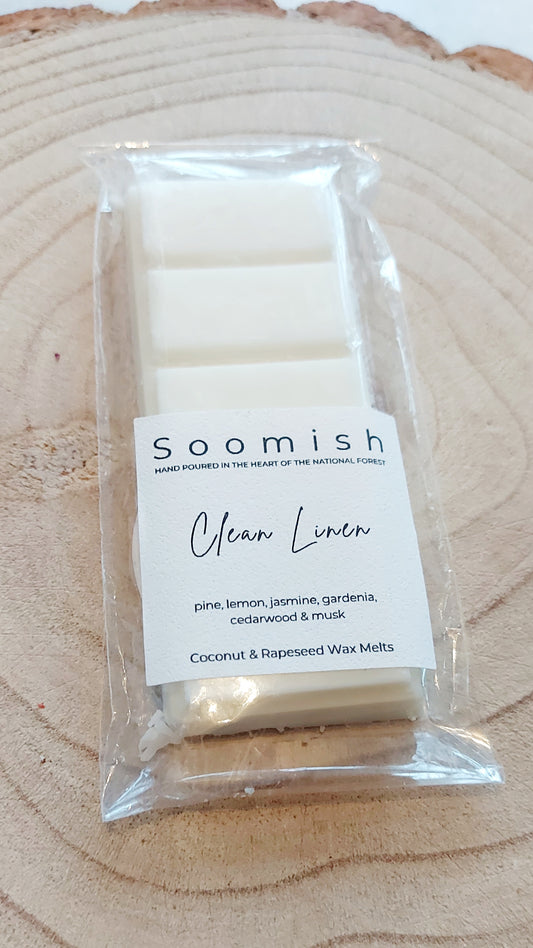 Soomish
HAND POURED IN THE HEART OF THE NATIONAL FOREST
Clean Linen
pine, lemon, jasmine, gardenia,
cedarwood & musk
Coconut & Rapeseed Wax Melts